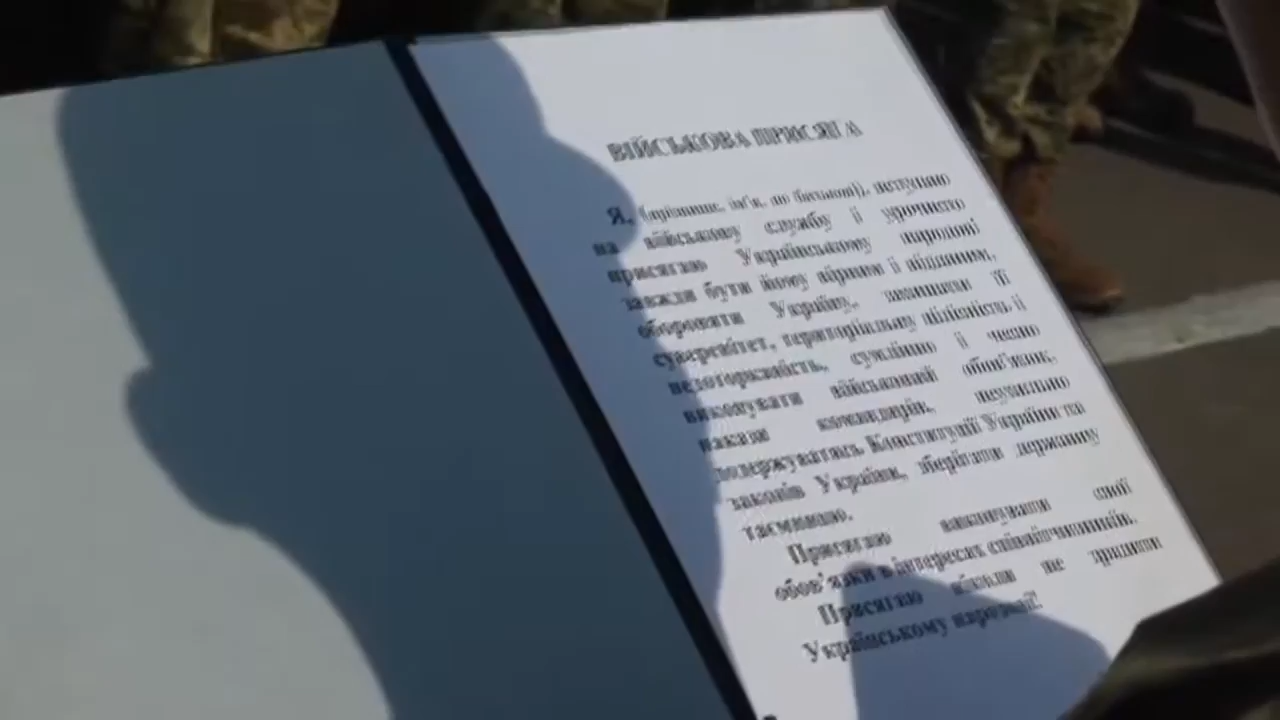 ВІЙСЬКОВА ПРИСЯГА
Я, (прізвище, ім'я, по батькові), вступаю
на військову службу і урочисто
присягаю Українському народові
завжди бути йому вірним і відданим,
обороняти Україну, захищати її
суверенітет, територіальну цілісність і
недоторканність, сумлінно і чесно
виконувати військовий обов'язок,
накази командирів, неухильно
додержуватись Конституції України та
законів України, зберігати державну
таємницю.
Присягаю виконувати свої
обов'язки в інтересах співвітчизників.
Присягаю ніколи не зрадити
Українському народові!